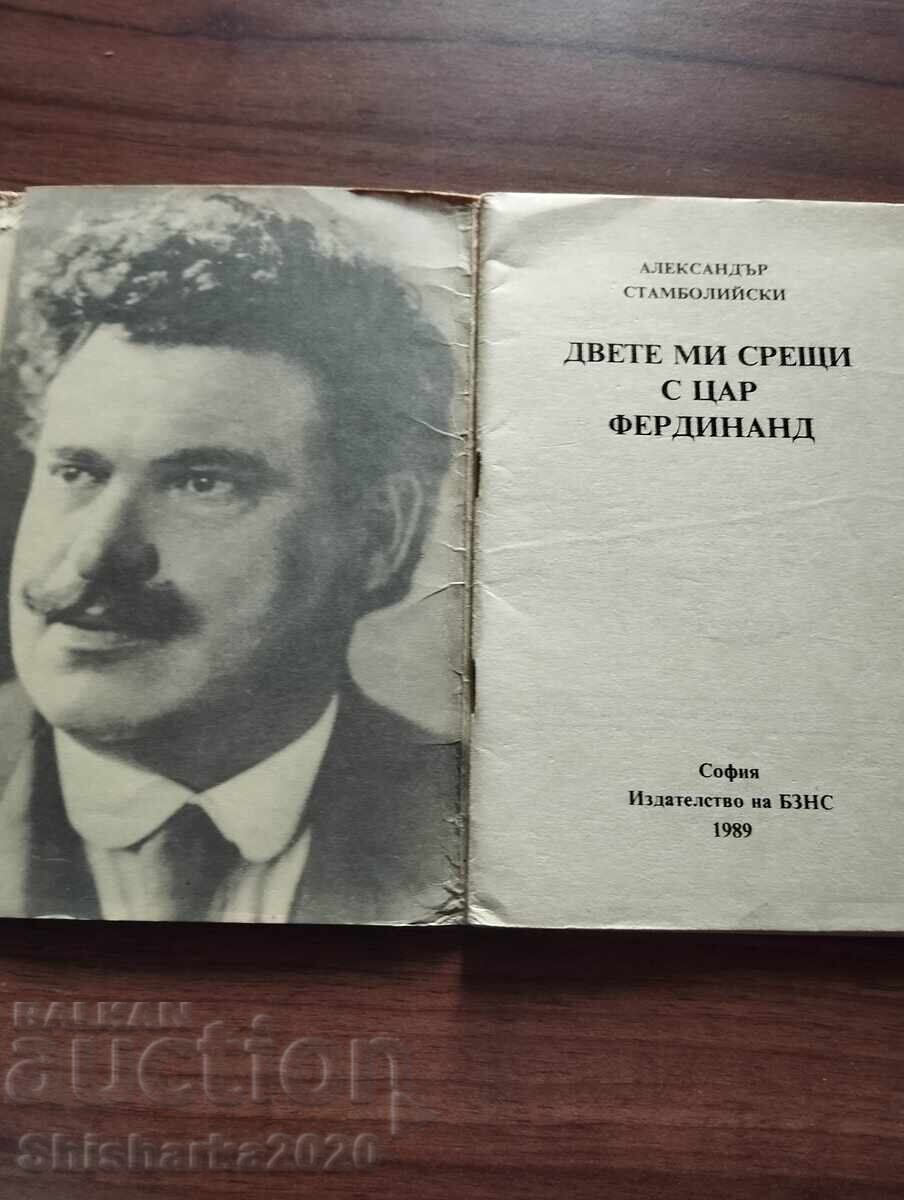 АЛЕКСАНДЪР
СТАМБОЛИЙСКИ
ДВЕТЕ МИ СРЕЩИ
С ЦАР
ФЕРДИНАНД
София
Издателство на БЗНС
1989
BALKAN
auction
Shisharka2020